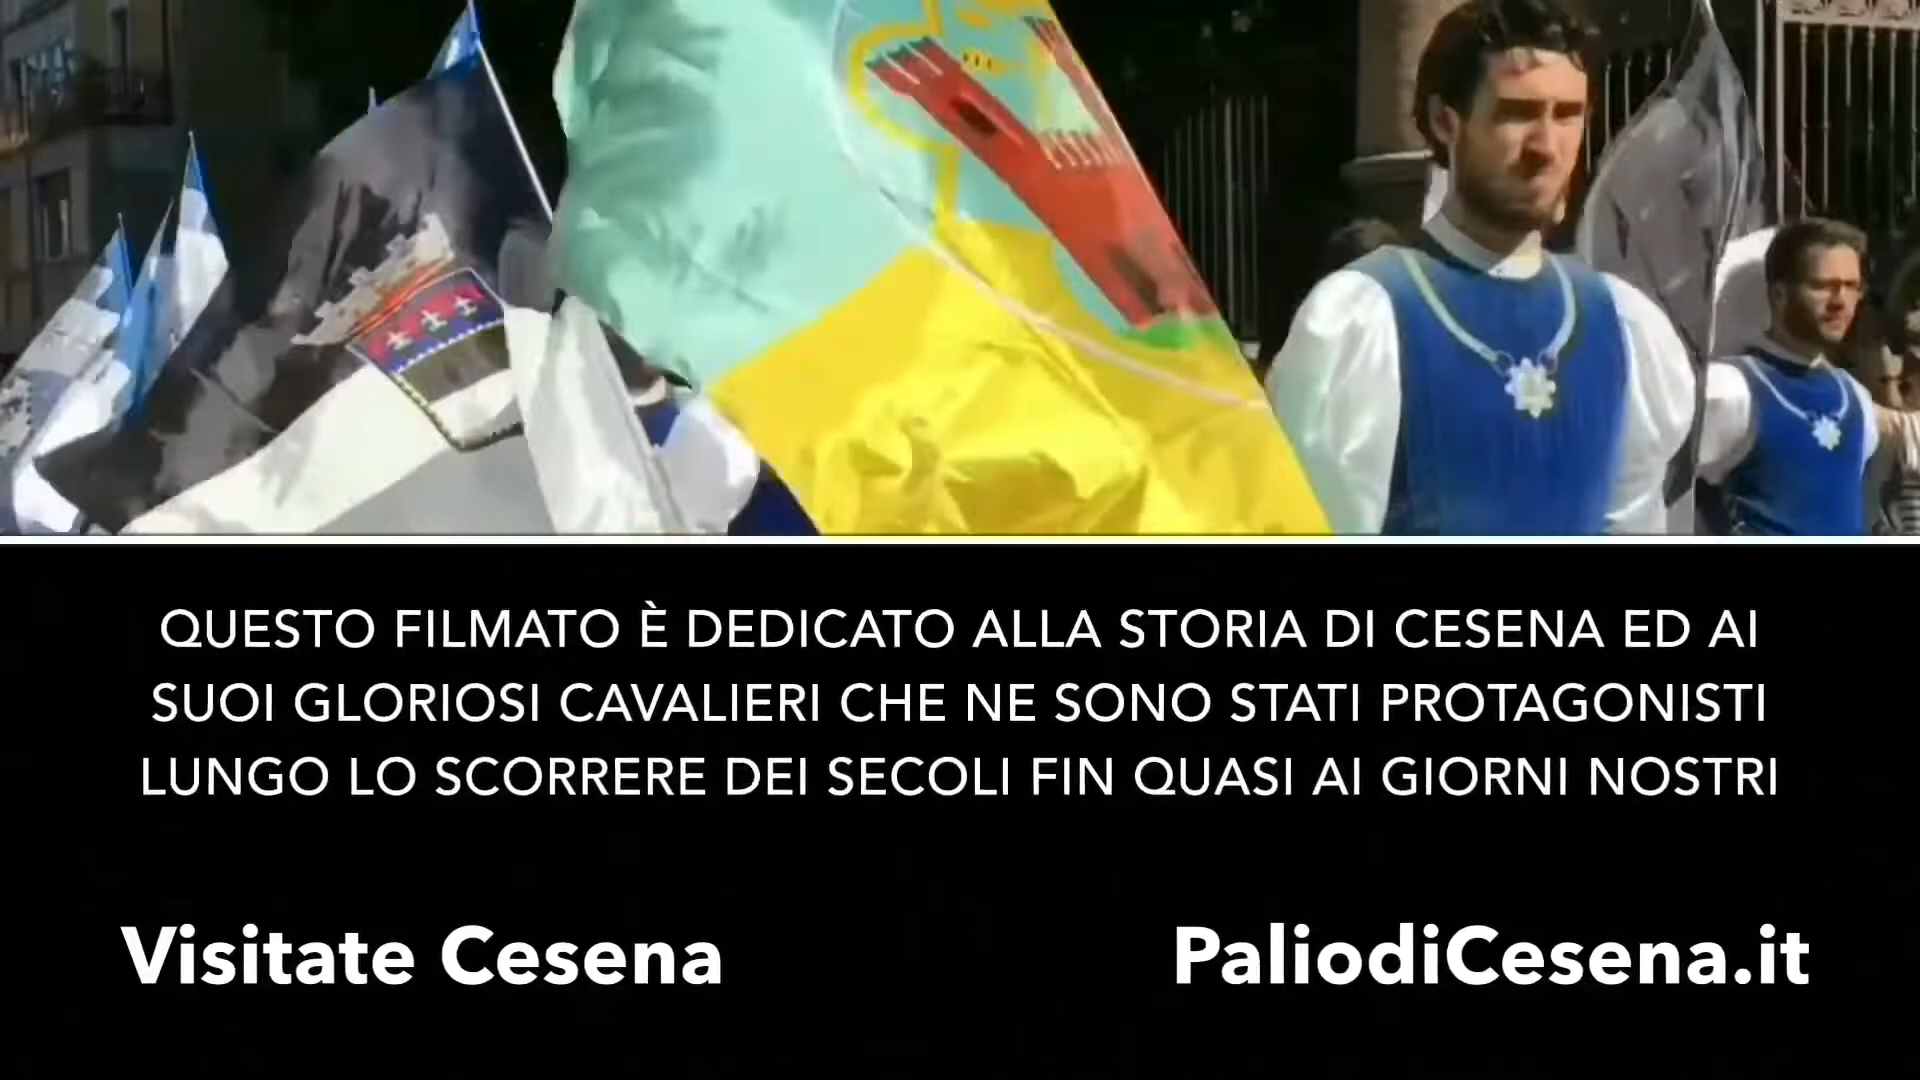 QUESTO FILMATO È DEDICATO ALLA STORIA DI CESENA ED AI
SUOI GLORIOSI CAVALIERI CHE NE SONO STATI PROTAGONISTI
LUNGO LO SCORRERE DEI SECOLI FIN QUASI AI GIORNI NOSTRI
Visitate Cesena
PaliodiCesena.it